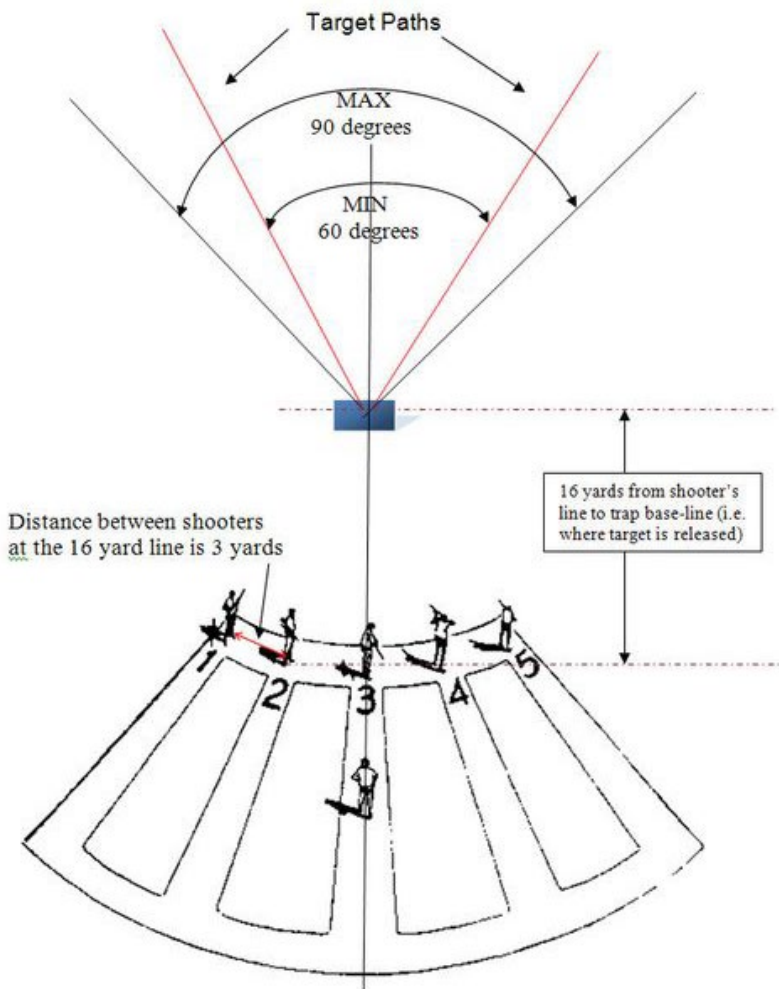 Target Paths
MAX
90 degrees
MIN
60 degrees
16 yards from shooter's
line to trap base-line (i.e.
where target is released)
Distance between shooters
at the 16 yard line is 3 yards
1
2
3
4
5